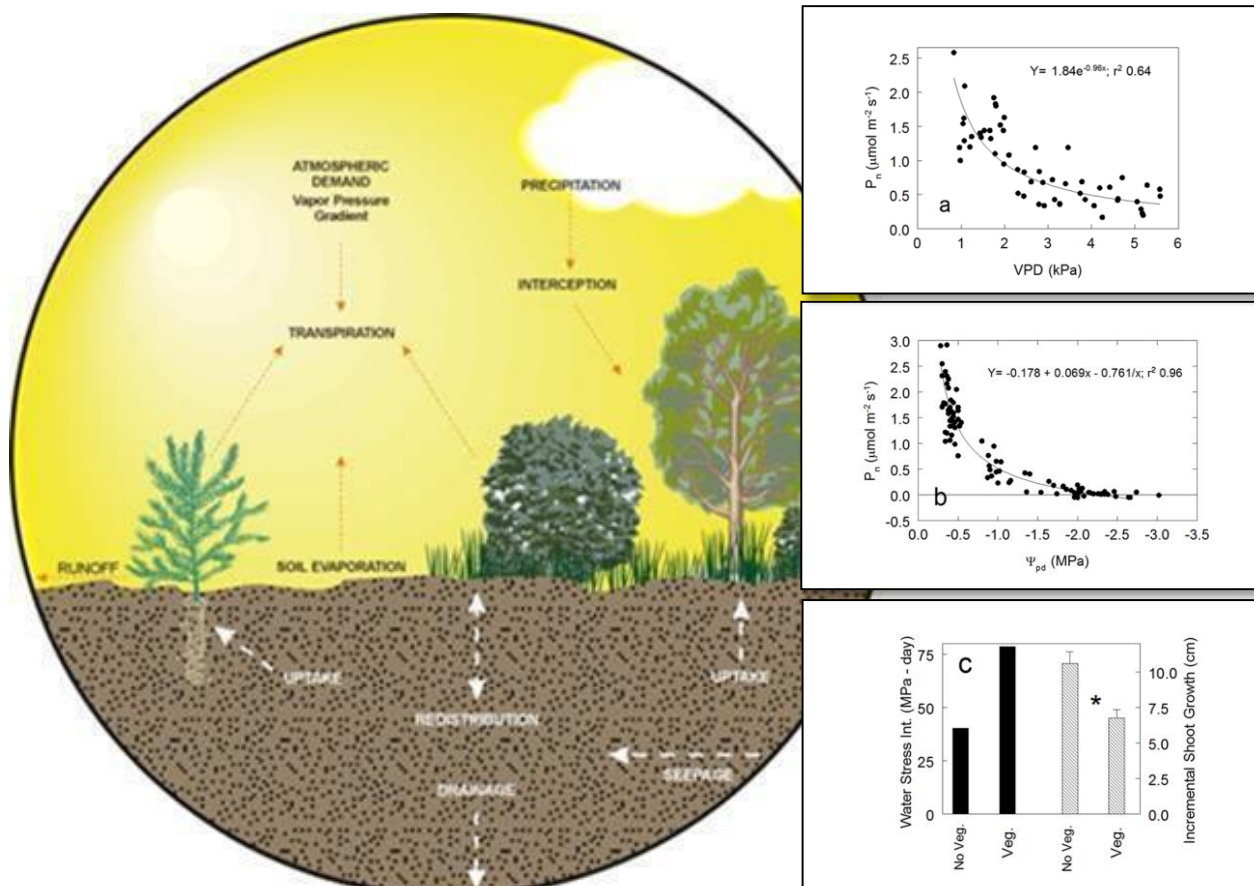 ATMOSPHERIC
DEMAND
Vapor Pressure
Gradient
PRECIPITATION
INTERCEPTION
TRANSPIRATION
RUNOFF
SOIL EVAPORATION
UPTAKE
UPTAKE
REDISTRIBUTION
SEEPAGE
DRAINAGE
Y= 1.84e^-0.96x; r² 0.64
2.5
2.0
1.5
1.0
0.5
0.0
Pn (μmol m⁻² s⁻¹)
a
0 1 2 3 4 5 6
VPD (kPa)
Y= -0.178 + 0.069x - 0.761/x; r² 0.96
3.0
2.5
2.0
1.5
1.0
0.5
0.0
-0.5
Pn (μmol m⁻² s⁻¹)
b
0.0 -0.5 -1.0 -1.5 -2.0 -2.5 -3.0 -3.5
Ψpd (MPa)
c
*
75
50
25
0
Water Stress Int. (MPa - day)
10.0
7.5
5.0
2.5
0.0
Incremental Shoot Growth (cm)
No Veg.
Veg.
No Veg.
Veg.